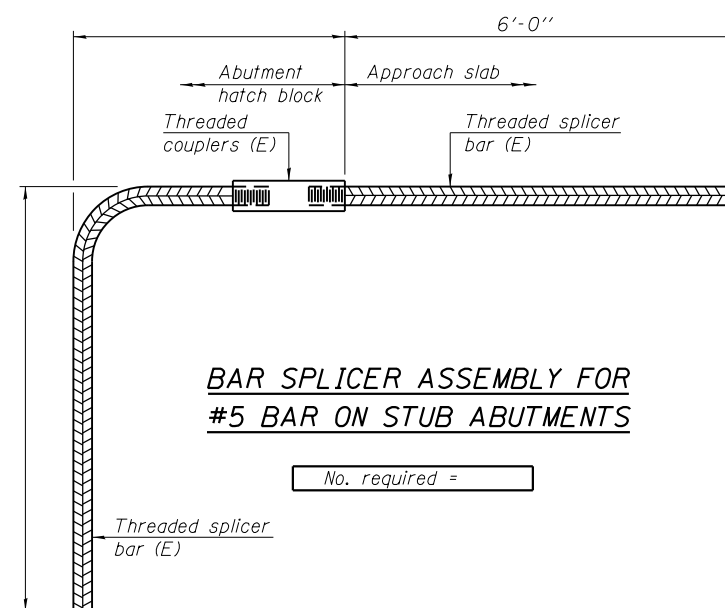 6'-0"
Abutment
hatch block
Approach slab
Threaded
couplers (E)
Threaded splicer
bar (E)
BAR SPLICER ASSEMBLY FOR
#5 BAR ON STUB ABUTMENTS
No. required =
Threaded splicer
bar (E)